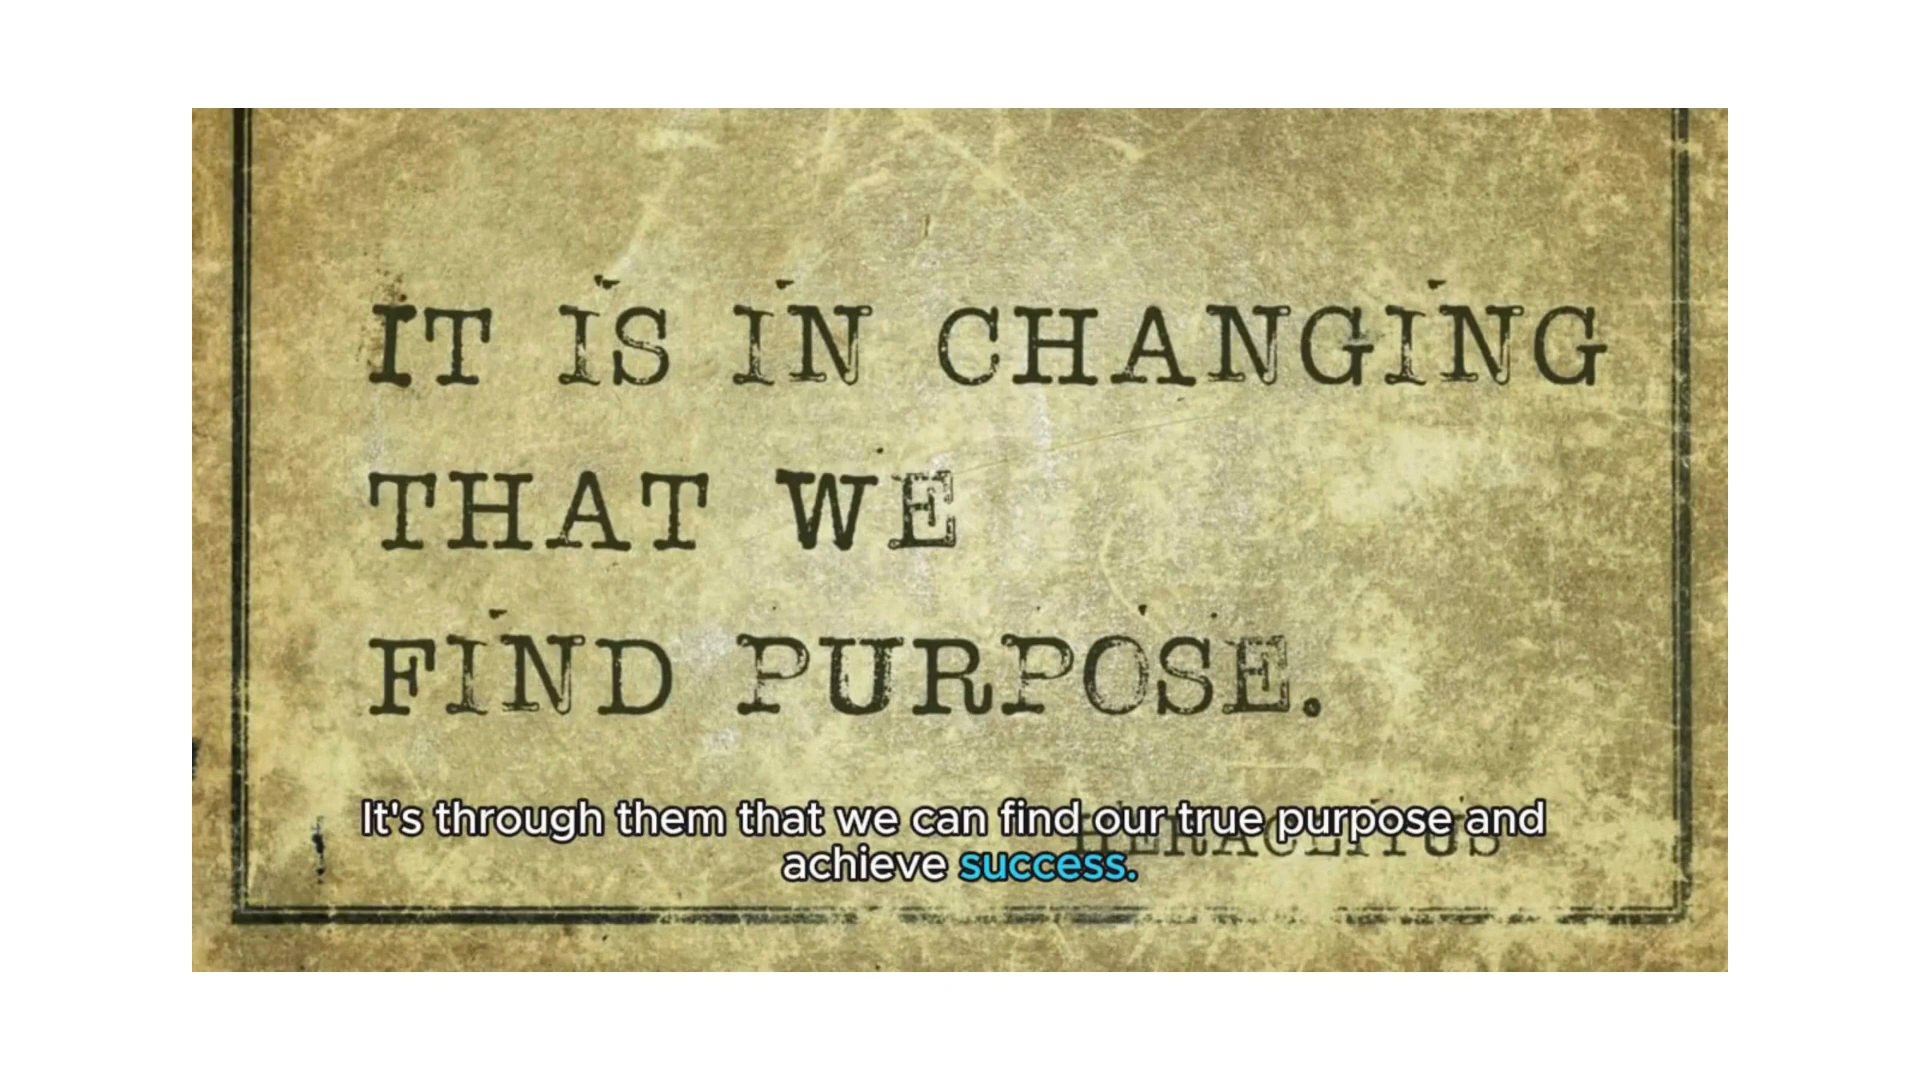 IT IS IN CHANGING
THAT WE
FIND PURPOSE.
It's through them that we can find our true purpose and
HERACLITUS
achieve success.